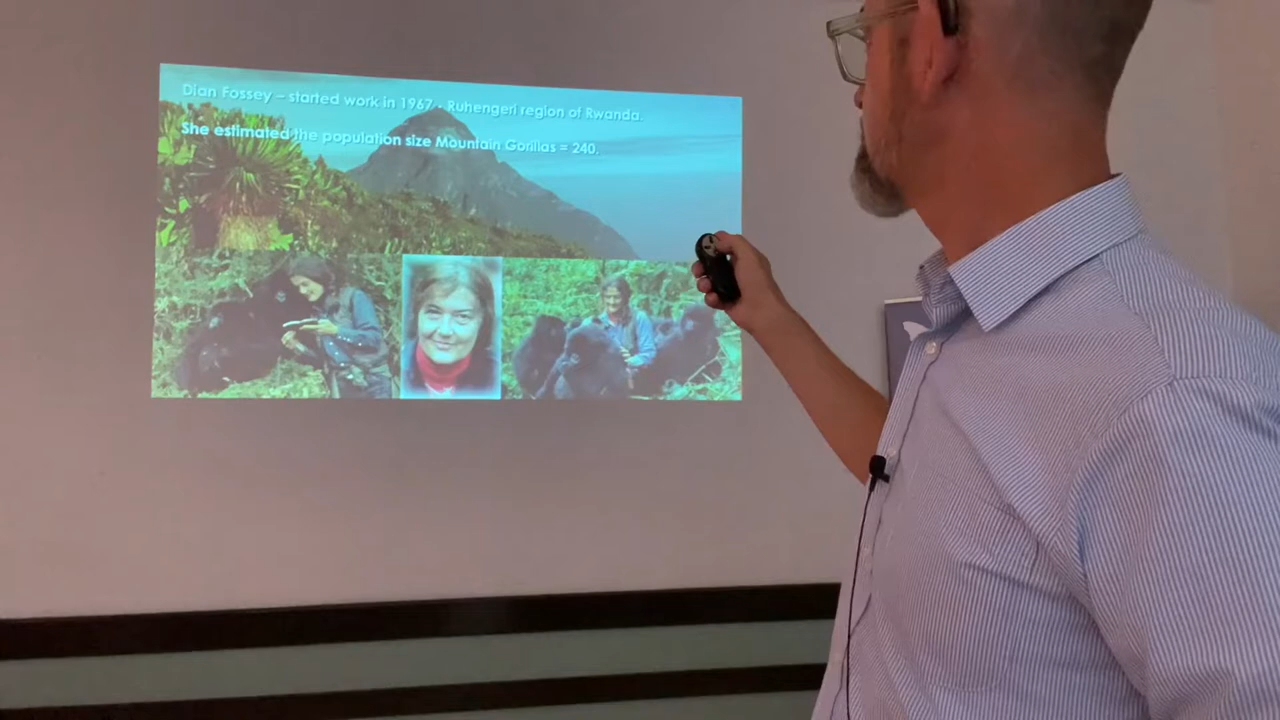 Dian Fossey – started work in 1967 - Ruhengeri region of Rwanda.
She estimated the population size Mountain Gorillas = 240.